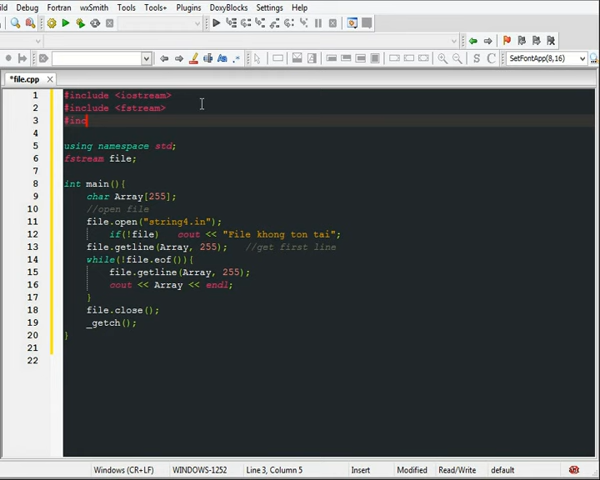 ild Debug Fortran wxSmith Tools Tools+ Plugins DoxyBlocks Settings Help
SetFontApp(8,16)
*file.cpp
1 #include <iostream>
2 #include <fstream>
3 #inc
4
5 using namespace std;
6 fstream file;
7
8 int main(){
9 char Array[255];
10 //open file
11 file.open("string4.in");
12 if(!file) cout << "File khong ton tai";
13 file.getline(Array, 255); //get first line
14 while(!file.eof()){
15 file.getline(Array, 255);
16 cout << Array << endl;
17 }
18 file.close();
19 _getch();
20 }
21
22
Windows (CR+LF) WINDOWS-1252 Line 3, Column 5 Insert Modified Read/Write default